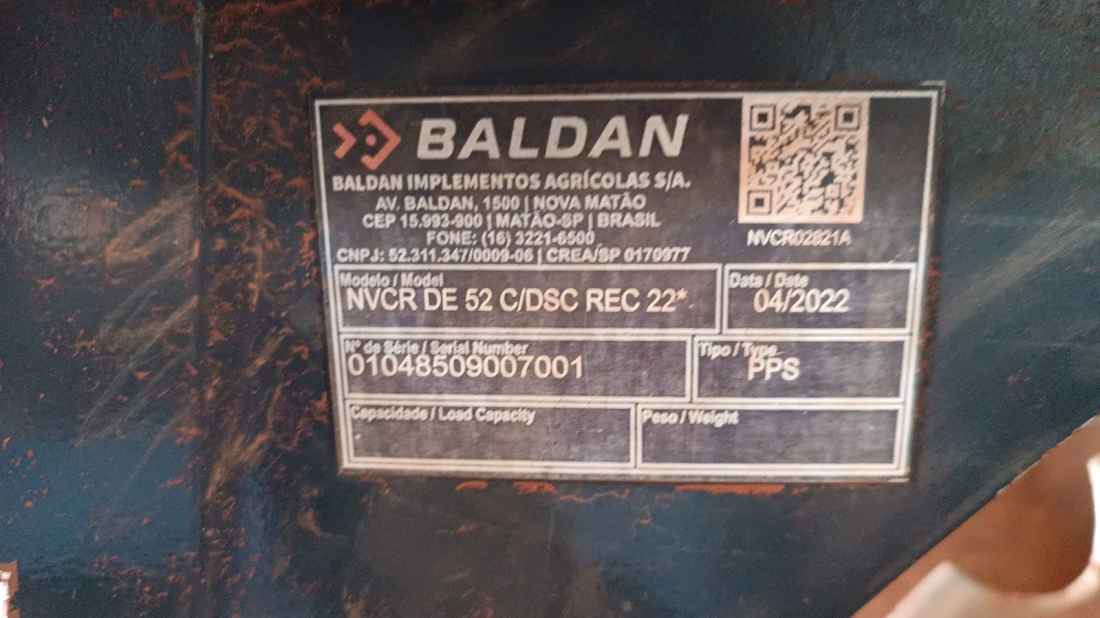 BALDAN
BALDAN IMPLEMENTOS AGRÍCOLAS S/A.
AV. BALDAN, 1500 | NOVA MATÃO
CEP 15.993-900 | MATÃO-SP | BRASIL
FONE: (16) 3221-6500
CNPJ: 52.311.347/0009-06 | CREA/SP 0170977
NVCR02821A
Modelo / Model
NVCR DE 52 C/DSC REC 22*
Data / Date
04/2022
Nº de Série / Serial Number
01048509007001
Tipo / Type
PPS
Capacidade / Load Capacity
Peso / Weight